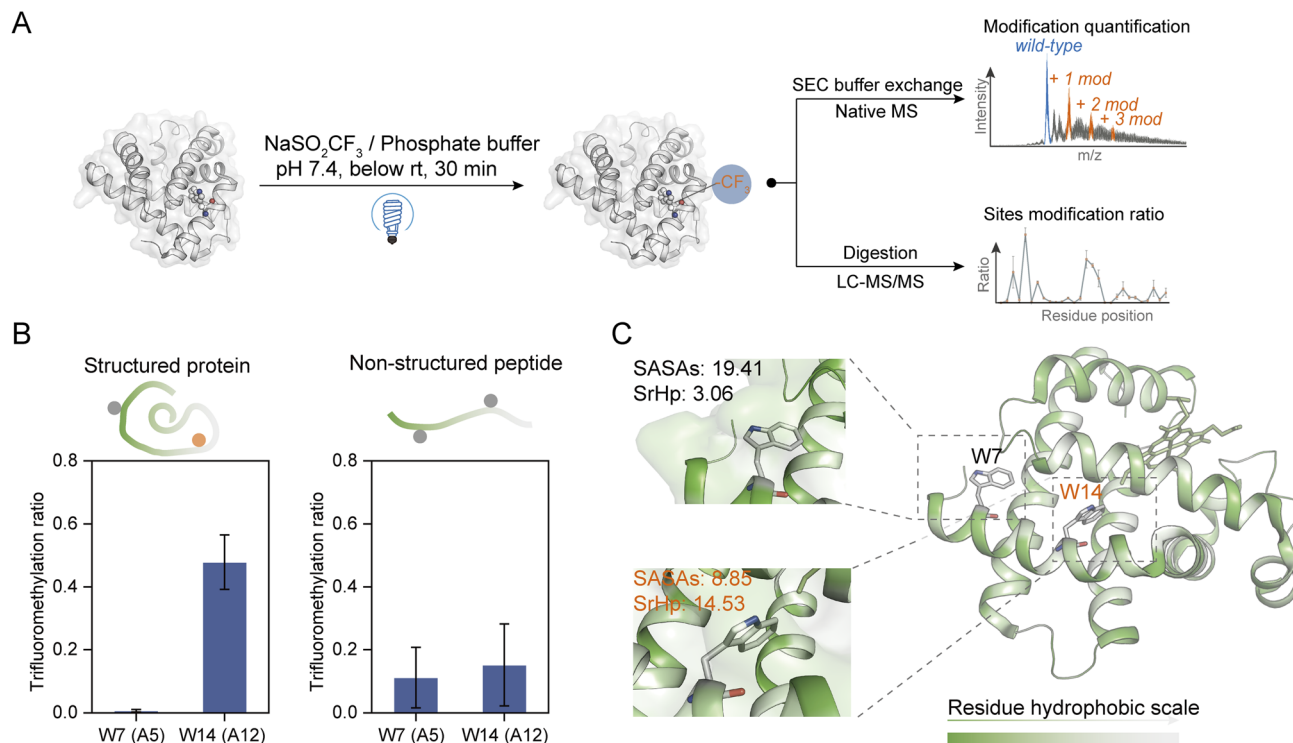 A
NaSO2CF3 / Phosphate buffer
pH 7.4, below rt, 30 min
CF3
SEC buffer exchange
Native MS
Digestion
LC-MS/MS
Modification quantification
wild-type
+ 1 mod
+ 2 mod
+ 3 mod
Intensity
m/z
Sites modification ratio
Ratio
Residue position
B
Structured protein
Trifluoromethylation ratio
0.8
0.6
0.4
0.2
0.0
W7 (A5)
W14 (A12)
Non-structured peptide
Trifluoromethylation ratio
0.8
0.6
0.4
0.2
0.0
W7 (A5)
W14 (A12)
C
SASAs: 19.41
SrHp: 3.06
SASAs: 8.85
SrHp: 14.53
W7
W14
Residue hydrophobic scale